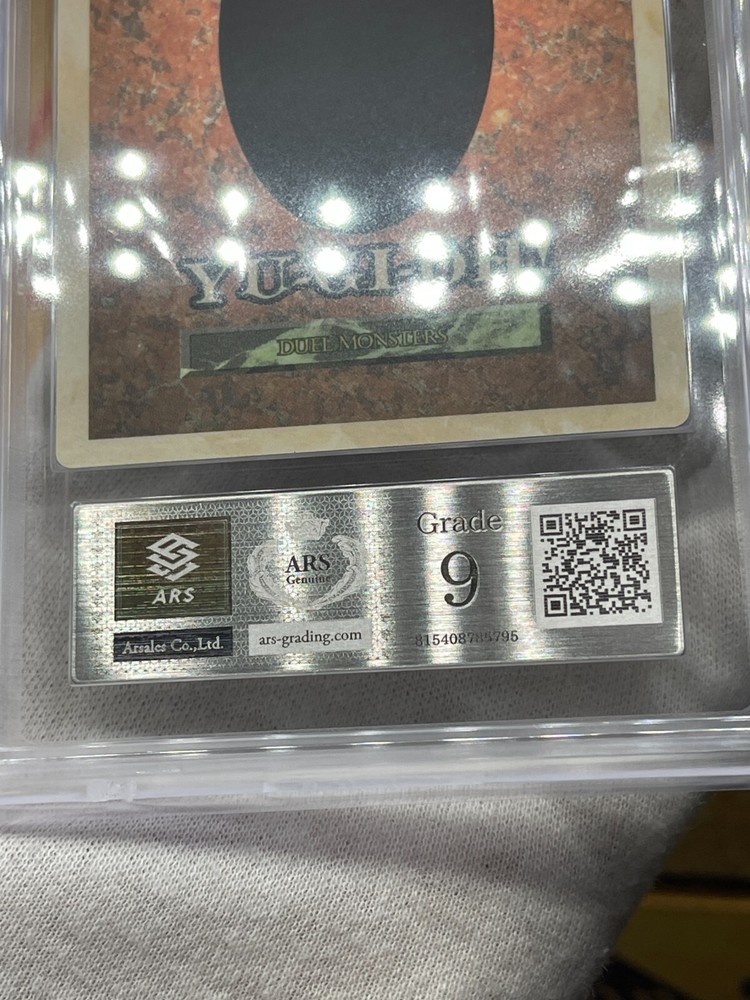 YU-GI-OH!
DUEL MONSTERS
ARS
Arsales Co.,Ltd.
ARS
Genuine
ars-grading.com
Grade
9
815408785795